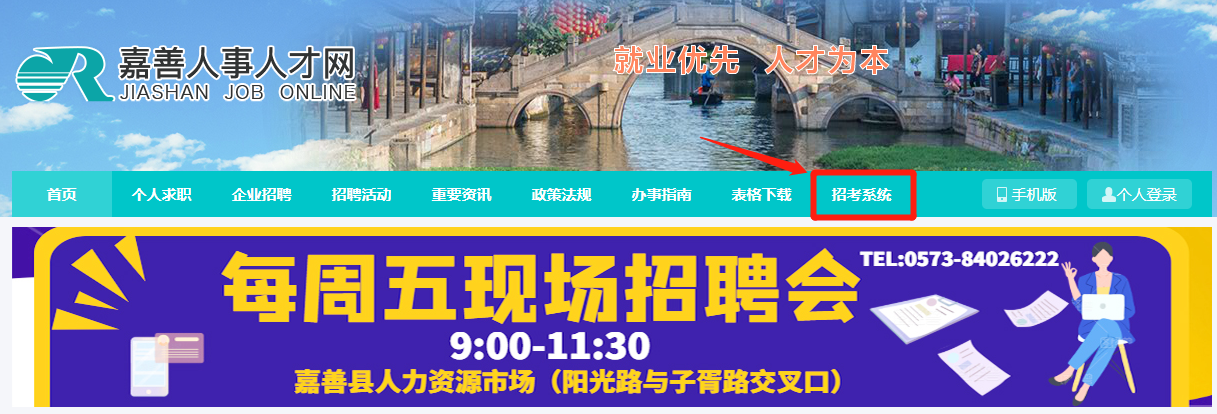 嘉善人事人才网
JIASHAN JOB ONLINE
就业优先 人才为本
首页 个人求职 企业招聘 招聘活动 重要资讯 政策法规 办事指南 表格下载 招考系统 手机版 个人登录
每周五现场招聘会
TEL:0573-84026222
9:00-11:30
嘉善县人力资源市场（阳光路与子胥路交叉口）